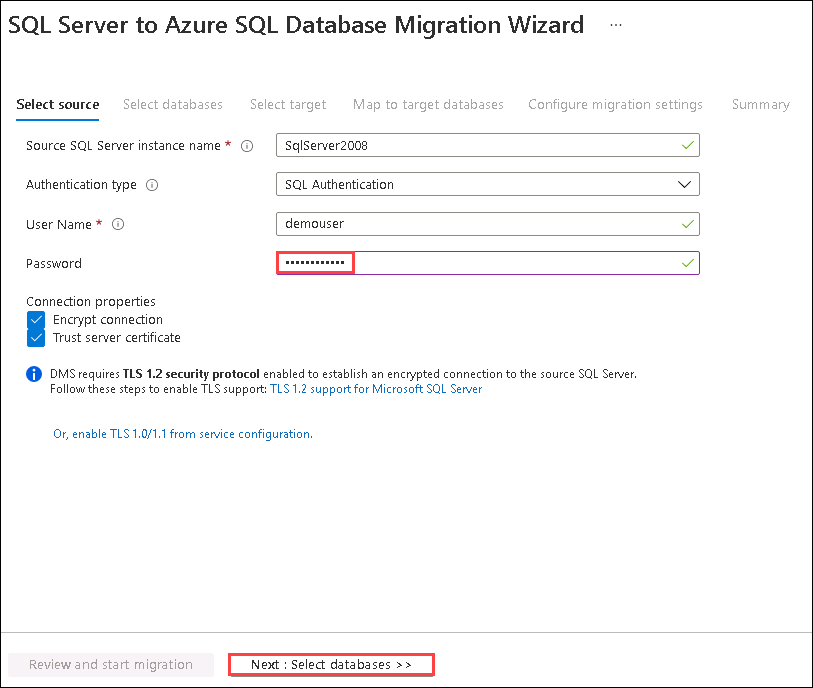 SQL Server to Azure SQL Database Migration Wizard ...
Select source Select databases Select target Map to target databases Configure migration settings Summary
Source SQL Server instance name * SqlServer2008
Authentication type SQL Authentication
User Name * demouser
Password ••••••••••••
Connection properties
Encrypt connection
Trust server certificate
DMS requires TLS 1.2 security protocol enabled to establish an encrypted connection to the source SQL Server.
Follow these steps to enable TLS support: TLS 1.2 support for Microsoft SQL Server
Or, enable TLS 1.0/1.1 from service configuration.
Review and start migration Next : Select databases >>